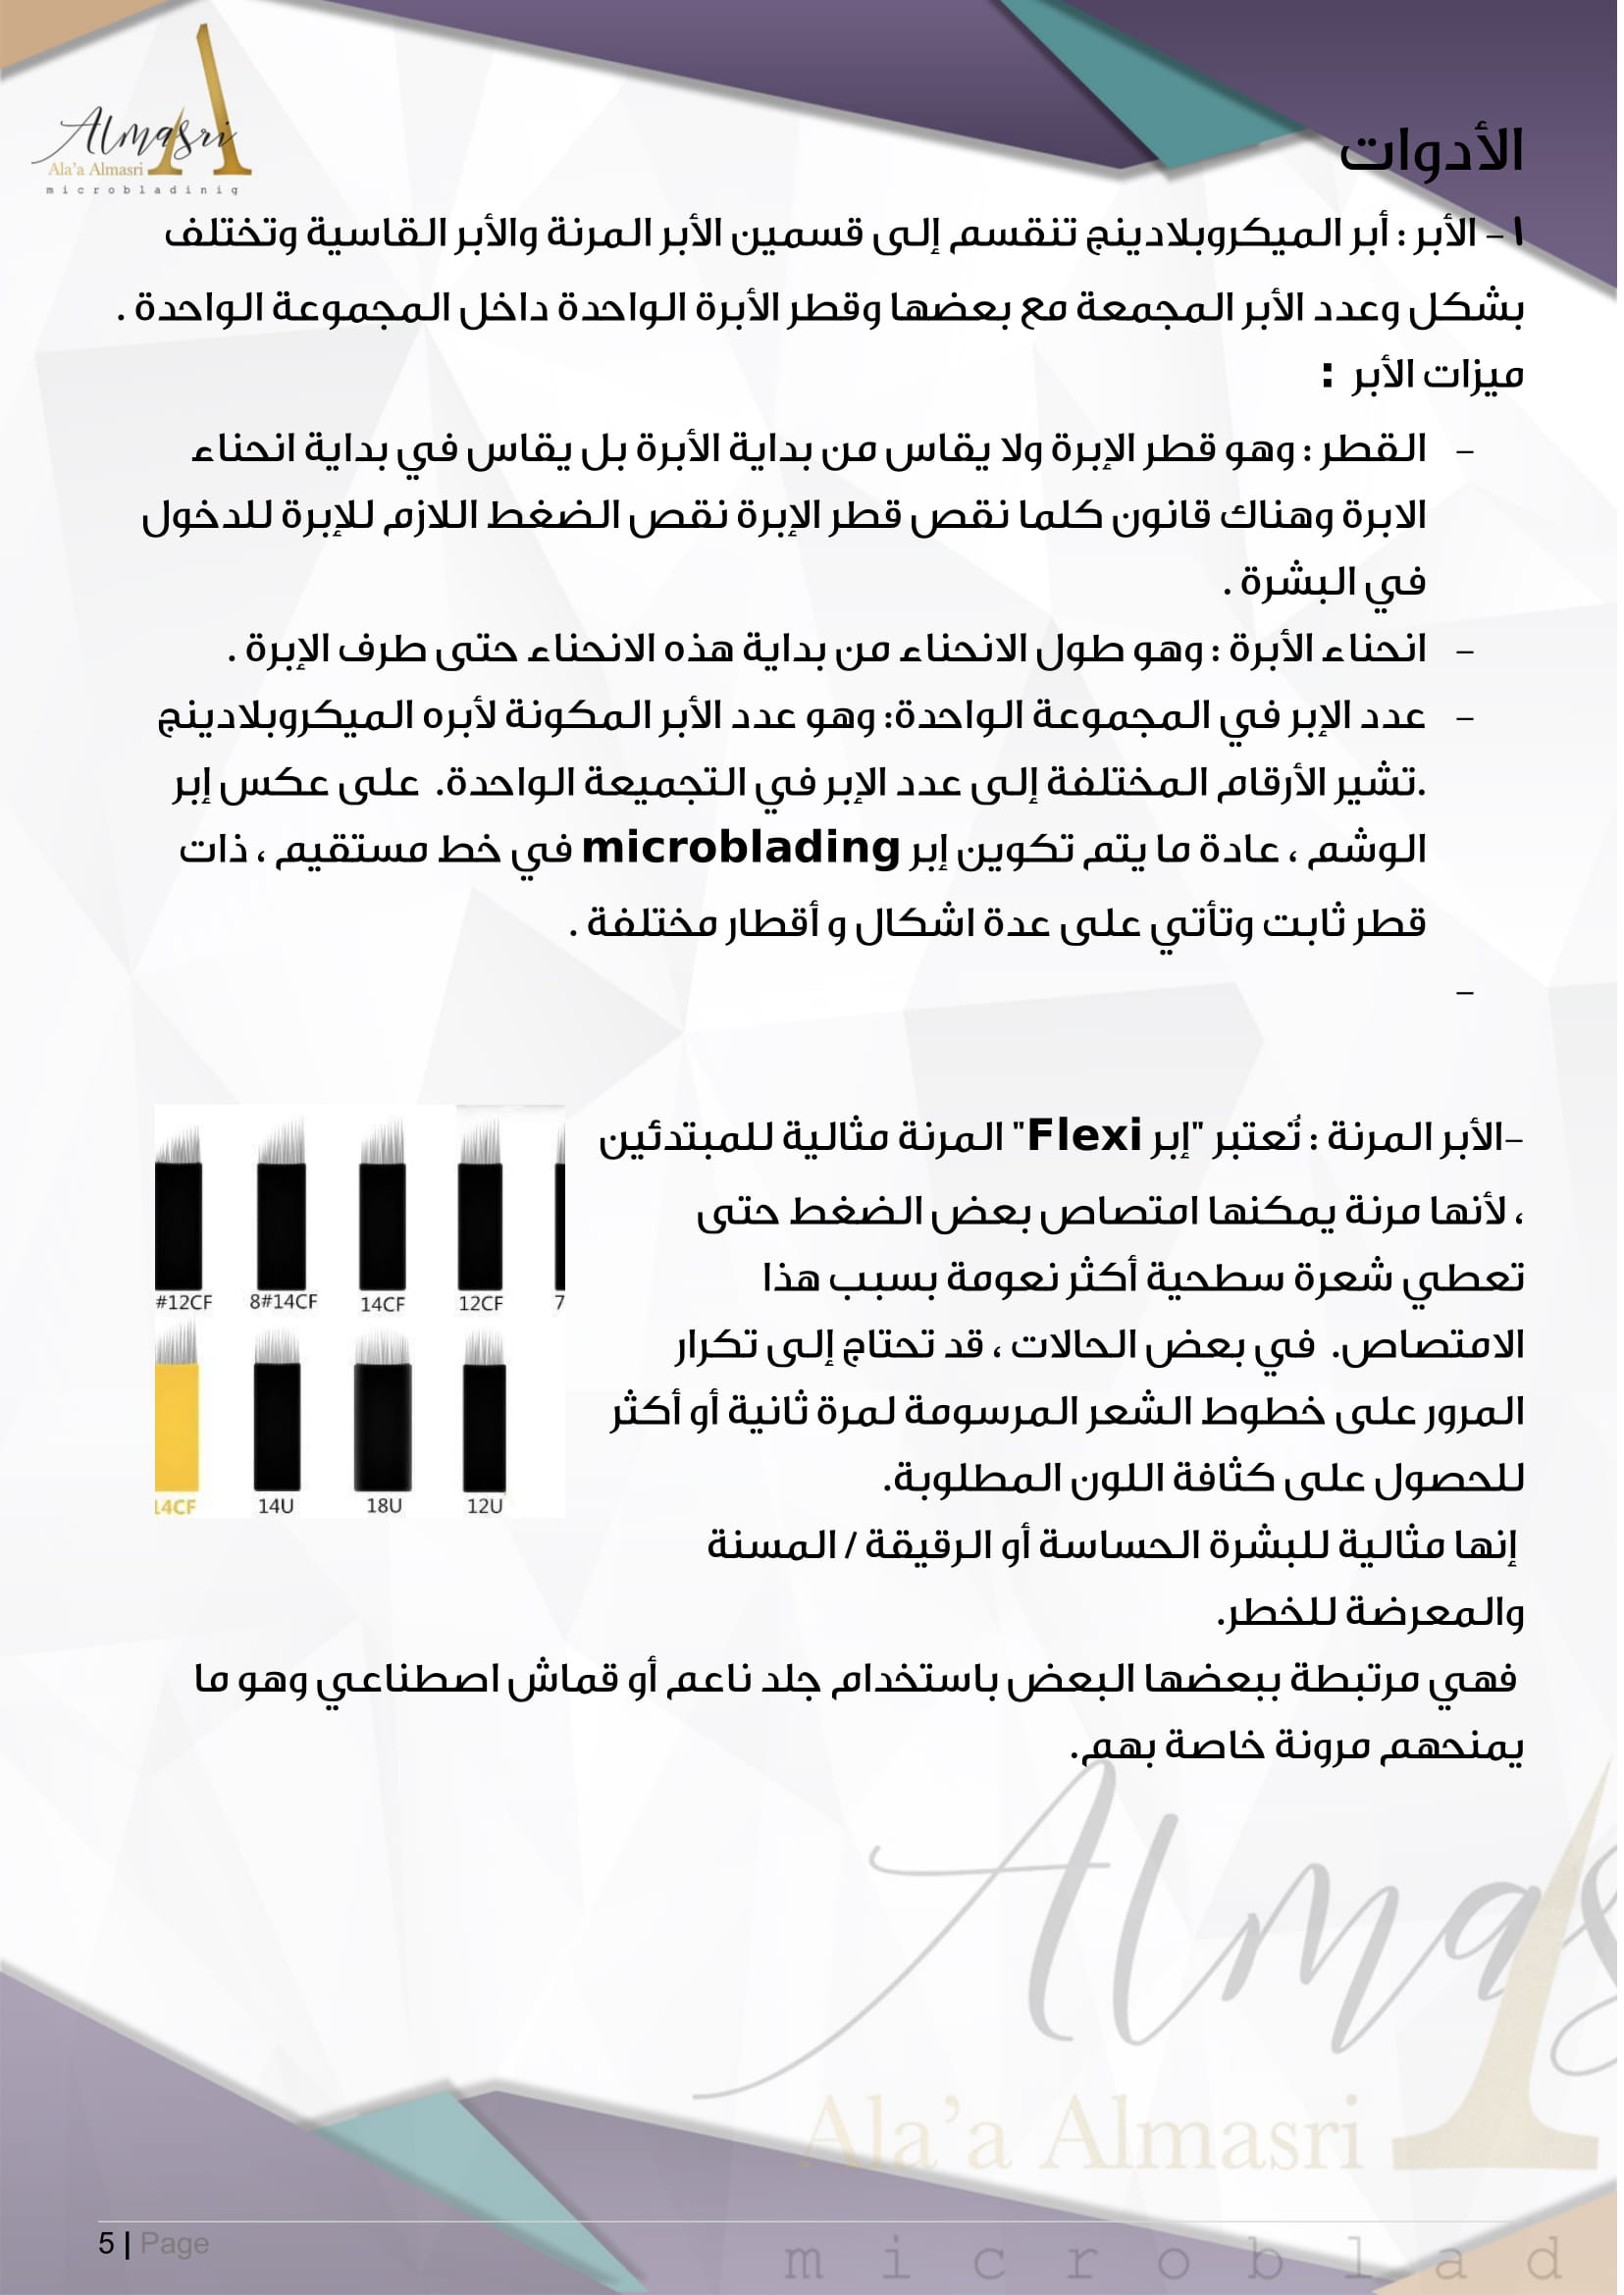 Almasri
Ala'a Almasri
microbladinig
الأدوات
١- الأبر : أبر الميكروبلادينج تنقسم إلى قسمين الأبر المرنة والأبر القاسية وتختلف
بشكل وعدد الأبر المجمعة مع بعضها وقطر الأبرة الواحدة داخل المجموعة الواحدة .
ميزات الأبر :
- القطر : وهو قطر الإبرة ولا يقاس من بداية الأبرة بل يقاس في بداية انحناء
الابرة وهناك قانون كلما نقص قطر الإبرة نقص الضغط اللازم للإبرة للدخول
في البشرة .
- انحناء الأبرة : وهو طول الانحناء من بداية هذه الانحناء حتى طرف الإبرة .
- عدد الإبر في المجموعة الواحدة: وهو عدد الأبر المكونة لأبره الميكروبلادينج
.تشير الأرقام المختلفة إلى عدد الإبر في التجميعة الواحدة. على عكس إبر
الوشم ، عادة ما يتم تكوين إبر microblading في خط مستقيم ، ذات
قطر ثابت وتأتي على عدة اشكال و أقطار مختلفة .
-
-الأبر المرنة : تُعتبر "إبر Flexi" المرنة مثالية للمبتدئين
، لأنها مرنة يمكنها امتصاص بعض الضغط حتى
تعطي شعرة سطحية أكثر نعومة بسبب هذا
الامتصاص. في بعض الحالات ، قد تحتاج إلى تكرار
المرور على خطوط الشعر المرسومة لمرة ثانية أو أكثر
للحصول على كثافة اللون المطلوبة.
إنها مثالية للبشرة الحساسة أو الرقيقة / المسنة
والمعرضة للخطر.
فهي مرتبطة ببعضها البعض باستخدام جلد ناعم أو قماش اصطناعي وهو ما
يمنحهم مرونة خاصة بهم.
#12CF 8#14CF 14CF 12CF 7
14CF 14U 18U 12U
Almas
Ala'a Almasri
microblad
5 | Page